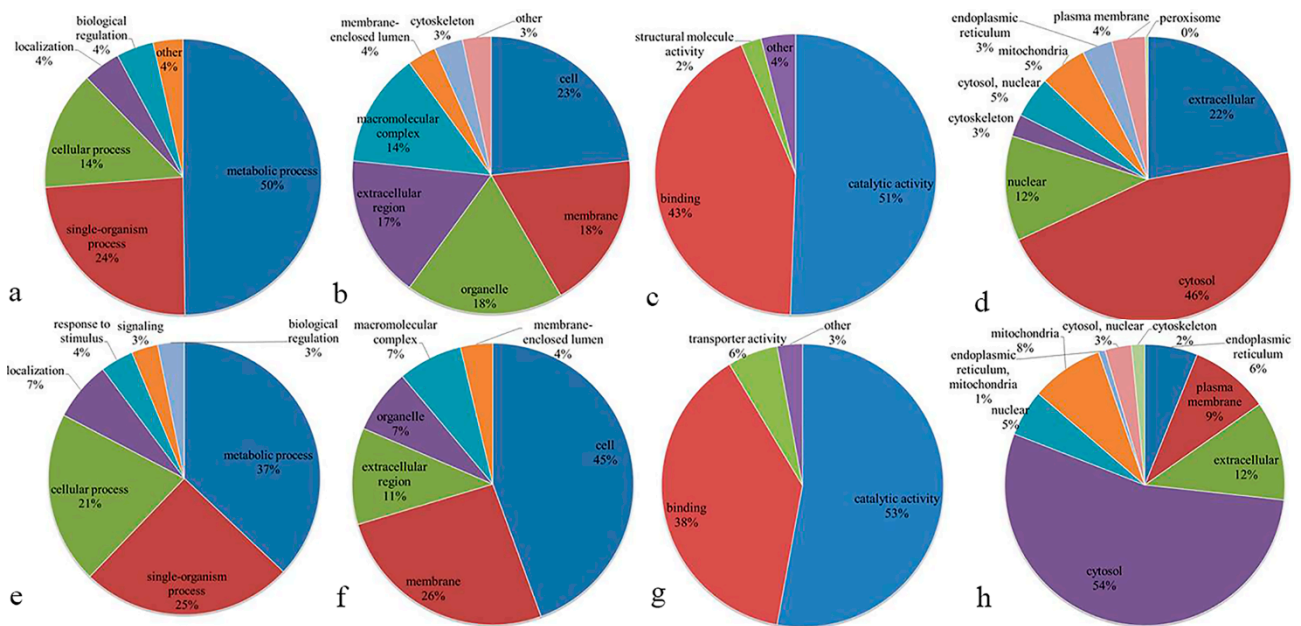 biological
regulation
4%
localization
4%
other
4%
cellular process
14%
metabolic process
50%
single-organism
process
24%
a
membrane-
enclosed lumen
4%
cytoskeleton
3%
other
3%
cell
23%
macromolecular
complex
14%
extracellular
region
17%
membrane
18%
organelle
18%
b
structural molecule
activity
2%
other
4%
binding
43%
catalytic activity
51%
c
endoplasmic
reticulum
3%
plasma membrane
4%
peroxisome
0%
mitochondria
5%
cytosol, nuclear
5%
cytoskeleton
3%
extracellular
22%
nuclear
12%
cytosol
46%
d
response to
stimulus
4%
signaling
3%
biological
regulation
3%
localization
7%
metabolic process
37%
cellular process
21%
single-organism
process
25%
e
macromolecular
complex
7%
membrane-
enclosed lumen
4%
organelle
7%
cell
45%
extracellular
region
11%
membrane
26%
f
transporter activity
6%
other
3%
binding
38%
catalytic activity
53%
g
mitochondria
8%
cytosol, nuclear
3%
cytoskeleton
2%
endoplasmic
reticulum
6%
endoplasmic
reticulum,
mitochondria
1%
plasma
membrane
9%
nuclear
5%
extracellular
12%
cytosol
54%
h